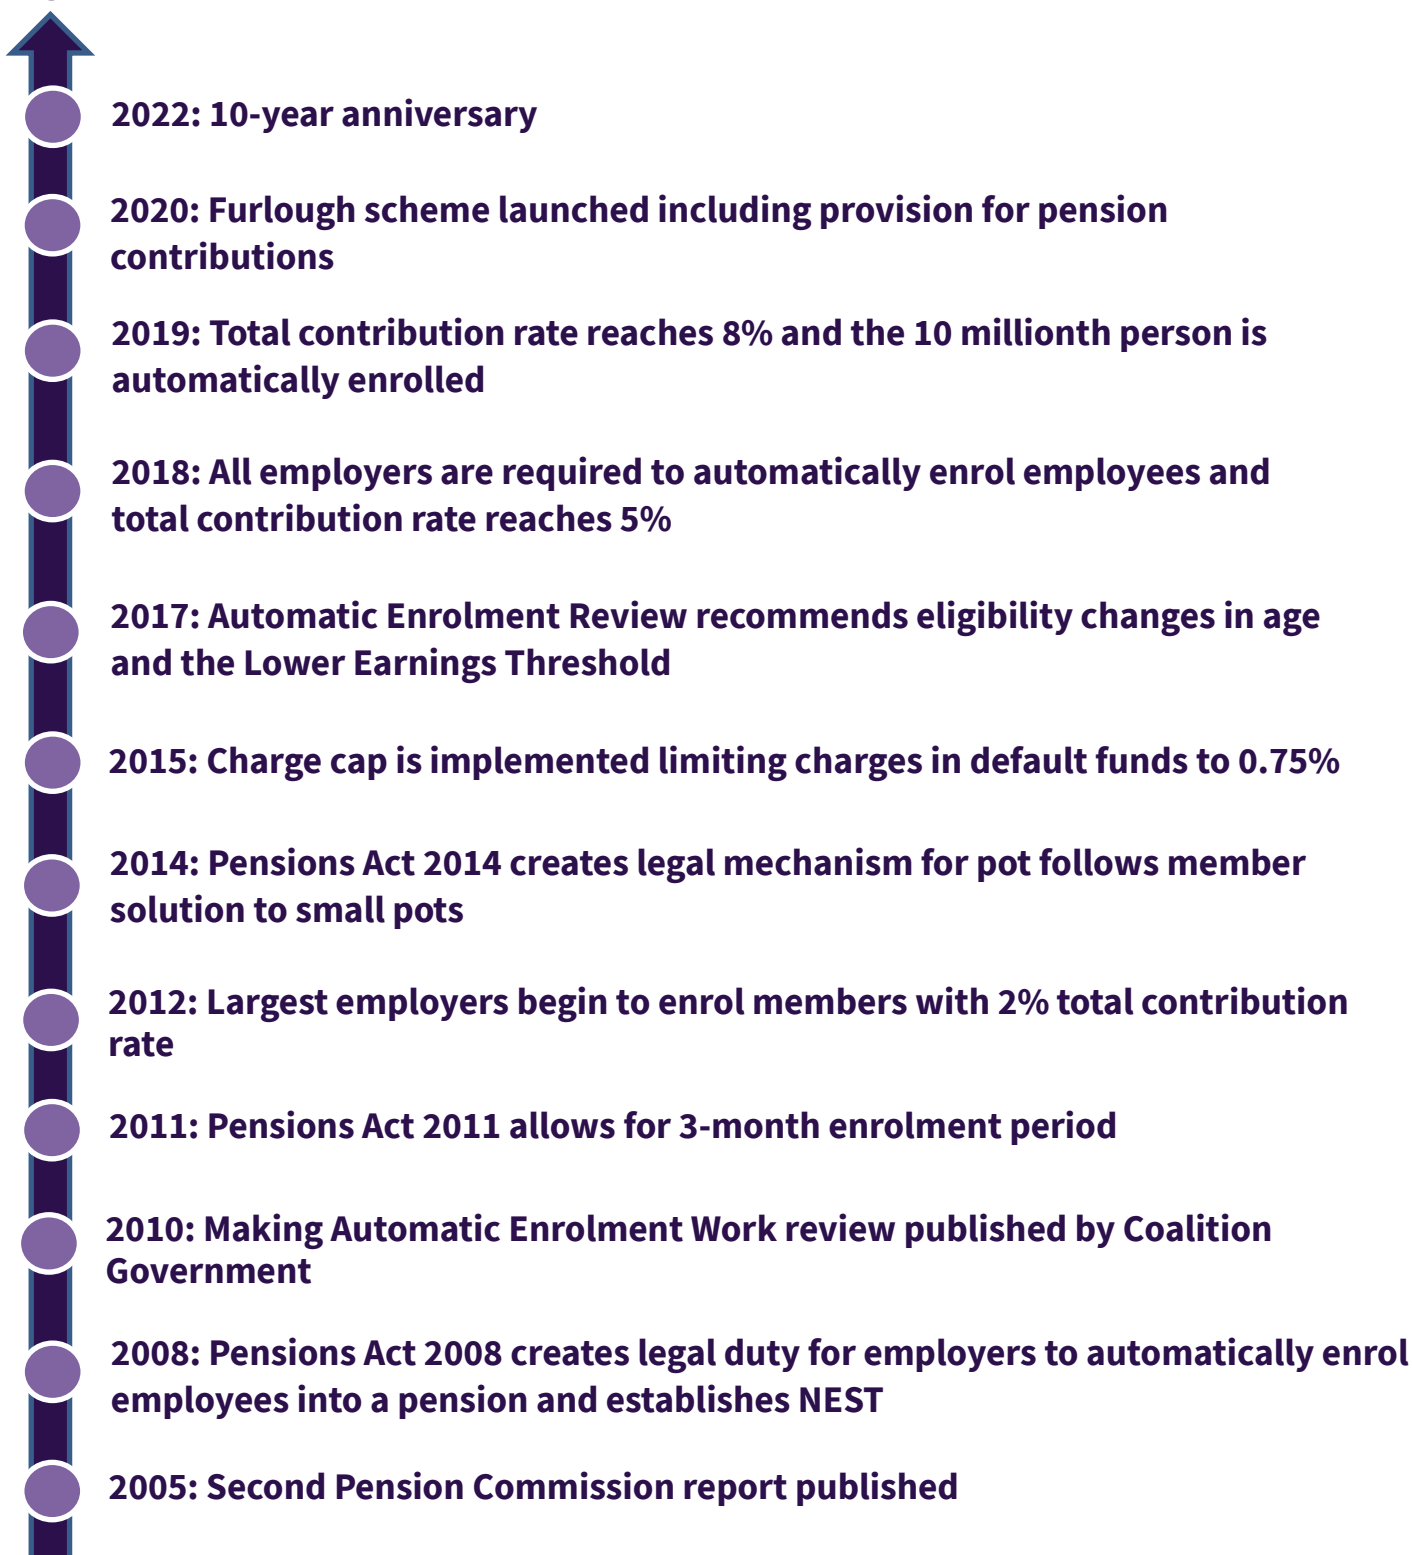 2022: 10-year anniversary
2020: Furlough scheme launched including provision for pension
contributions
2019: Total contribution rate reaches 8% and the 10 millionth person is
automatically enrolled
2018: All employers are required to automatically enrol employees and
total contribution rate reaches 5%
2017: Automatic Enrolment Review recommends eligibility changes in age
and the Lower Earnings Threshold
2015: Charge cap is implemented limiting charges in default funds to 0.75%
2014: Pensions Act 2014 creates legal mechanism for pot follows member
solution to small pots
2012: Largest employers begin to enrol members with 2% total contribution
rate
2011: Pensions Act 2011 allows for 3-month enrolment period
2010: Making Automatic Enrolment Work review published by Coalition
Government
2008: Pensions Act 2008 creates legal duty for employers to automatically enrol
employees into a pension and establishes NEST
2005: Second Pension Commission report published